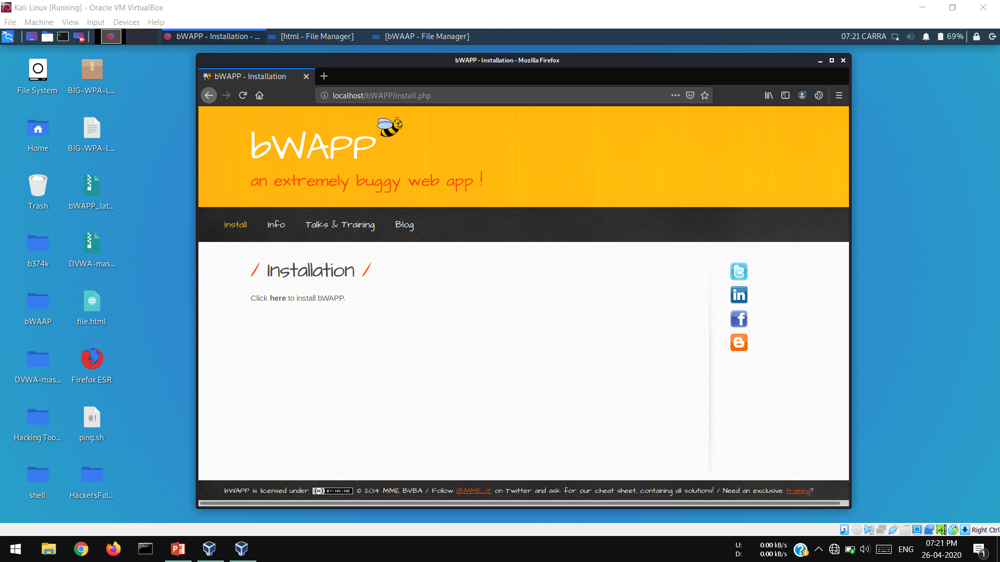 Kali Linux [Running] - Oracle VM VirtualBox
File Machine View Input Devices Help
bWAPP - Installation - ... [html - File Manager] [bWAAP - File Manager] 07:21 CARRA 69%
bWAPP - Installation - Mozilla Firefox
bWAPP - Installation
localhost/bWAPP/install.php
File System BIG-WPA-L...
Home BIG-WPA-L...
Trash bWAPP_lat...
b374k DVWA-mas...
bWAAP file.html
DVWA-mas... Firefox ESR
#!
Hacking Too... ping.sh
shell HackersFol...
bWAPP
an extremely buggy web app !
Install Info Talks & Training Blog
/ Installation /
Click here to install bWAPP.
bWAPP is licensed under (cc) BY-NC-ND © 2014 MME BVBA / Follow @MME_IT on Twitter and ask for our cheat sheet, containing all solutions! / Need an exclusive training?
Right Ctrl
U: 0.00 kB/s
D: 0.00 kB/s
ENG
07:21 PM
26-04-2020
1